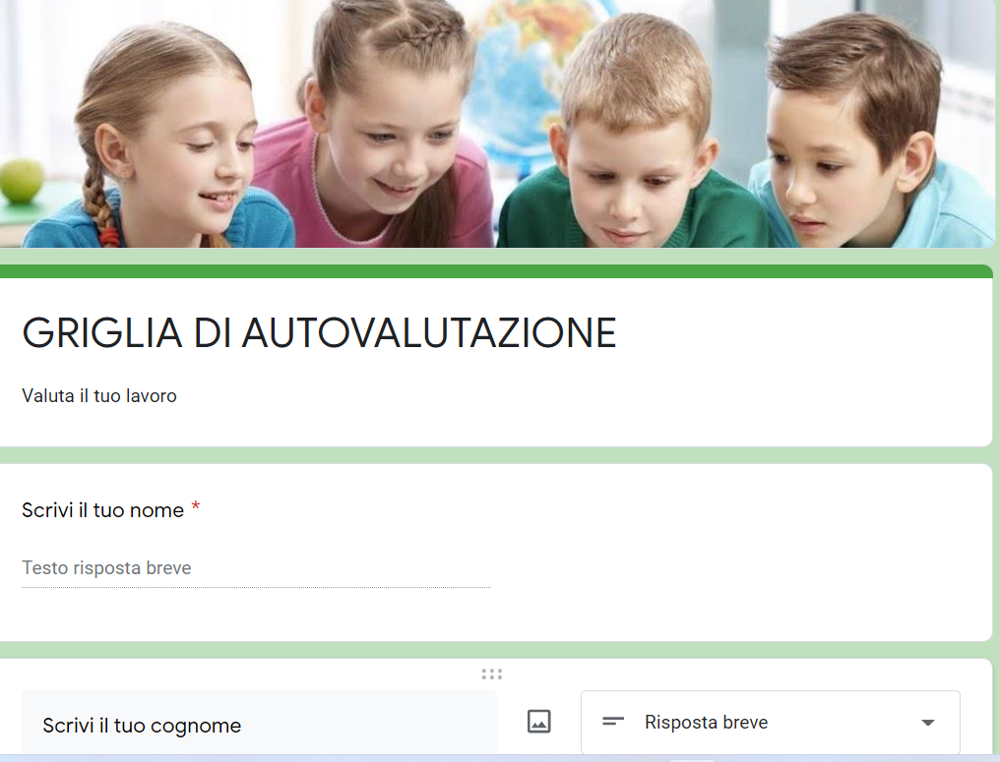 GRIGLIA DI AUTOVALUTAZIONE
Valuta il tuo lavoro
Scrivi il tuo nome *
Testo risposta breve
Scrivi il tuo cognome
Risposta breve